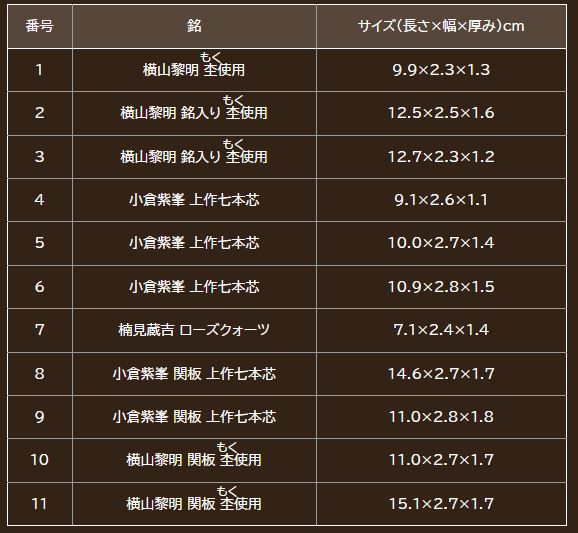 番号 銘 サイズ(長さ×幅×厚み)cm
もく
1 横山黎明 杢使用 9.9×2.3×1.3
もく
2 横山黎明 銘入り 杢使用 12.5×2.5×1.6
もく
3 横山黎明 銘入り 杢使用 12.7×2.3×1.2
4 小倉紫峯 上作七本芯 9.1×2.6×1.1
5 小倉紫峯 上作七本芯 10.0×2.7×1.4
6 小倉紫峯 上作七本芯 10.9×2.8×1.5
7 楠見蔵吉 ローズクォーツ 7.1×2.4×1.4
8 小倉紫峯 関板 上作七本芯 14.6×2.7×1.7
9 小倉紫峯 関板 上作七本芯 11.0×2.8×1.8
もく
10 横山黎明 関板 杢使用 11.0×2.7×1.7
もく
11 横山黎明 関板 杢使用 15.1×2.7×1.7